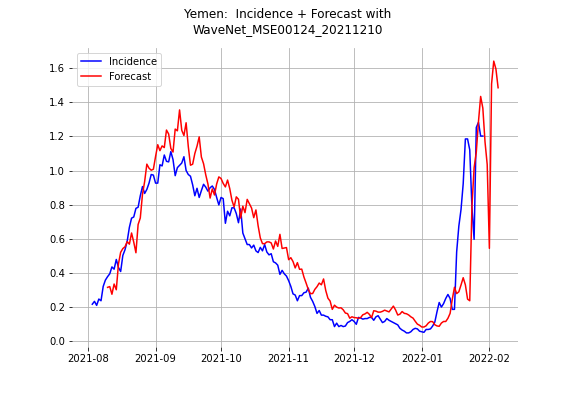 Yemen:  Incidence + Forecast with
WaveNet_MSE00124_20211210
Incidence
Forecast
1.6
1.4
1.2
1.0
0.8
0.6
0.4
0.2
0.0
2021-08 2021-09 2021-10 2021-11 2021-12 2022-01 2022-02